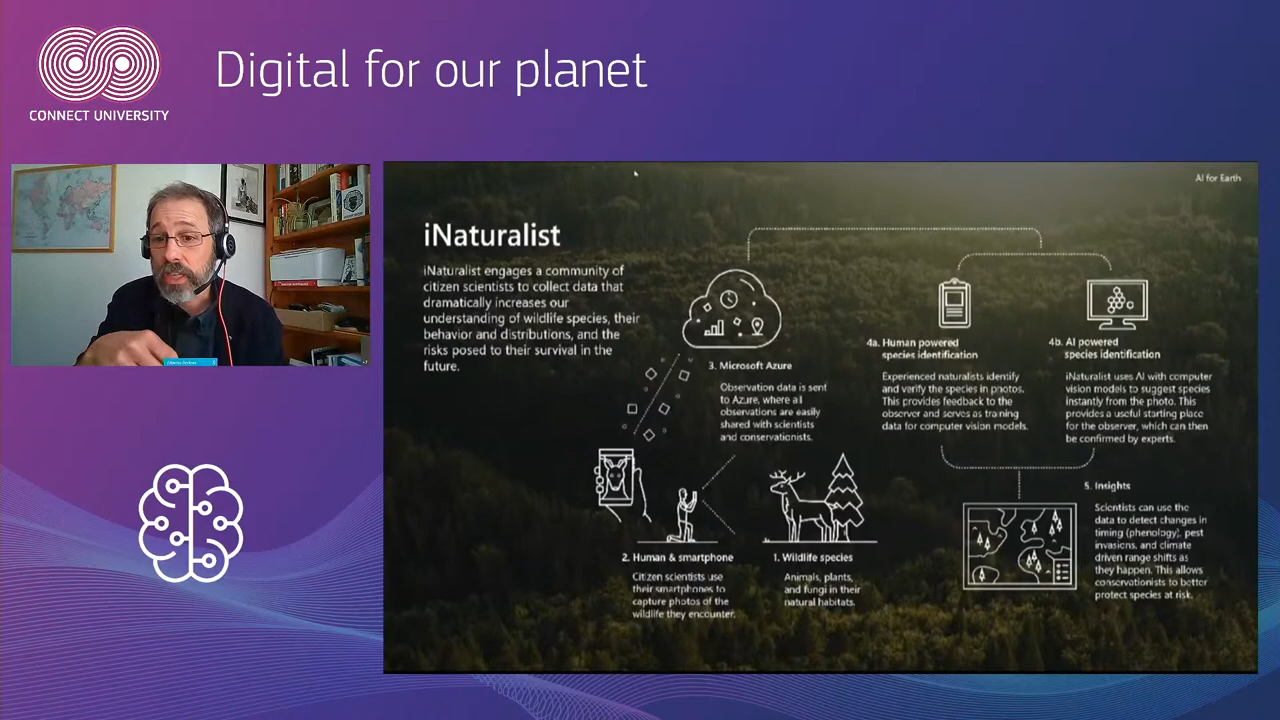 Digital for our planet
CONNECT UNIVERSITY
AI for Earth
iNaturalist
iNaturalist engages a community of
citizen scientists to collect data that
dramatically increases our
understanding of wildlife species, their
behavior and distributions, and the
risks posed to their survival in the
future.
3. Microsoft Azure
Observation data is sent
to Azure, where all
observations are easily
shared with scientists
and conservationists.
4a. Human powered
species identification
Experienced naturalists identify
and verify the species in photos.
This provides feedback to the
observer and serves as training
data for computer vision models.
4b. AI powered
species identification
iNaturalist uses AI with computer
vision models to suggest species
instantly from the photo. This
provides a useful starting place
for the observer, which can then
be confirmed by experts.
2. Human & smartphone
Citizen scientists use
their smartphones to
capture photos of the
wildlife they encounter.
1. Wildlife species
Animals, plants,
and fungi in their
natural habitats.
5. Insights
Scientists can use the
data to detect changes in
timing (phenology), pest
invasions, and climate
driven range shifts as
they happen. This allows
conservationists to better
protect species at risk.